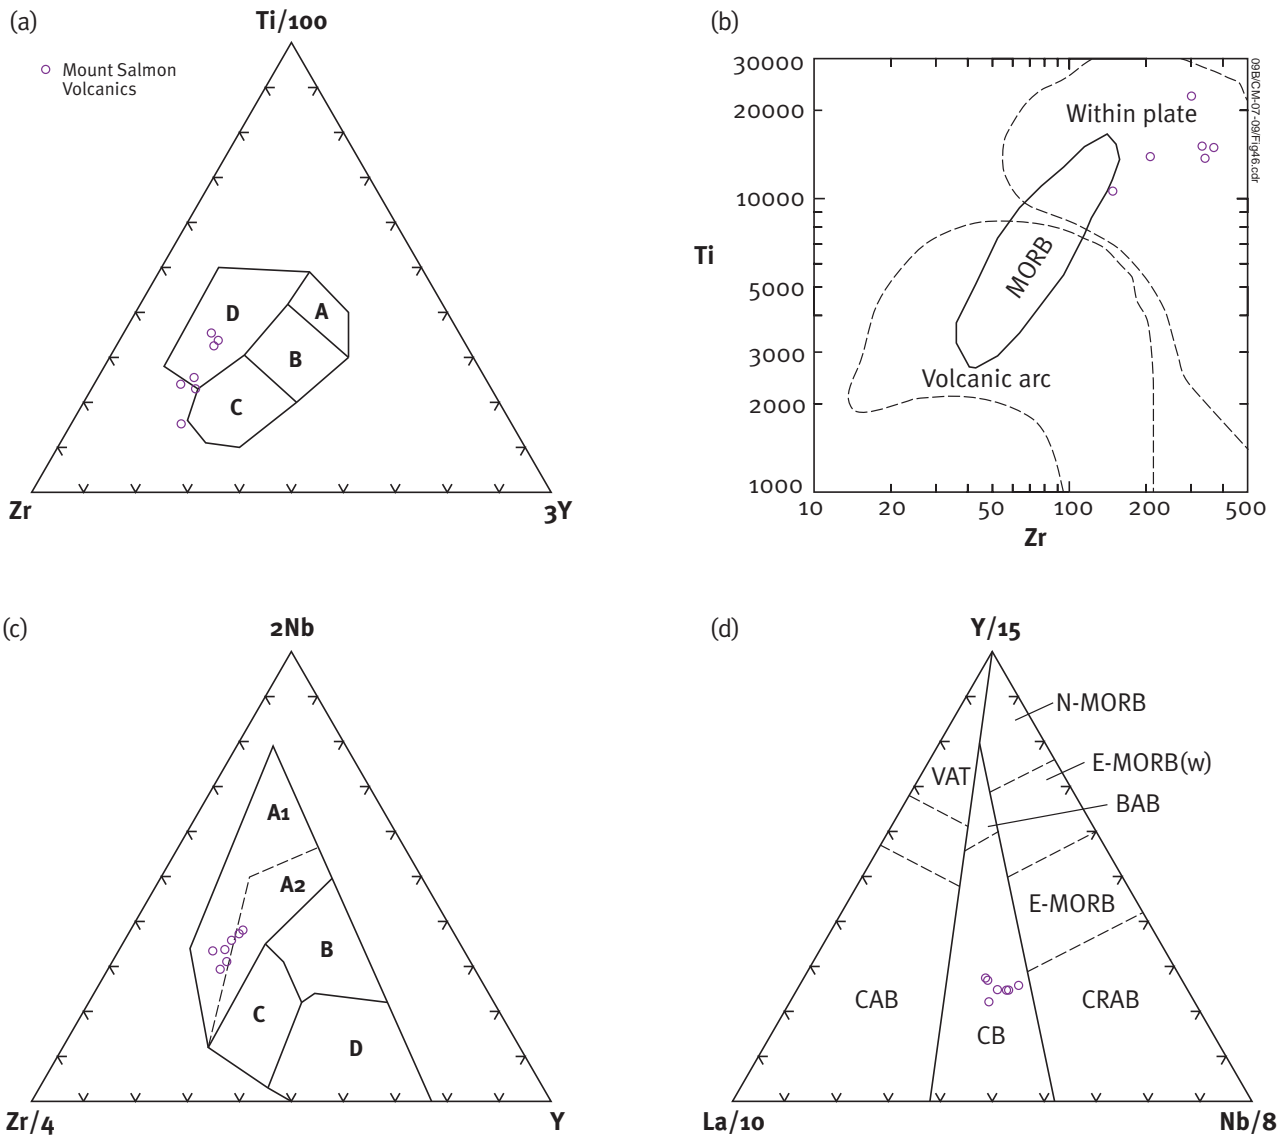 (a)
Ti/100
Mount Salmon
Volcanics
D
A
B
C
Zr
3Y
(b)
30000
20000
10000
5000
3000
2000
1000
Ti
Within plate
MORB
Volcanic arc
10
20
50
100
200
500
Zr
09B/CM-07-09/Fig46.cdr
(c)
2Nb
A1
A2
B
C
D
Zr/4
Y
(d)
Y/15
N-MORB
E-MORB(w)
VAT
BAB
E-MORB
CAB
CRAB
CB
La/10
Nb/8